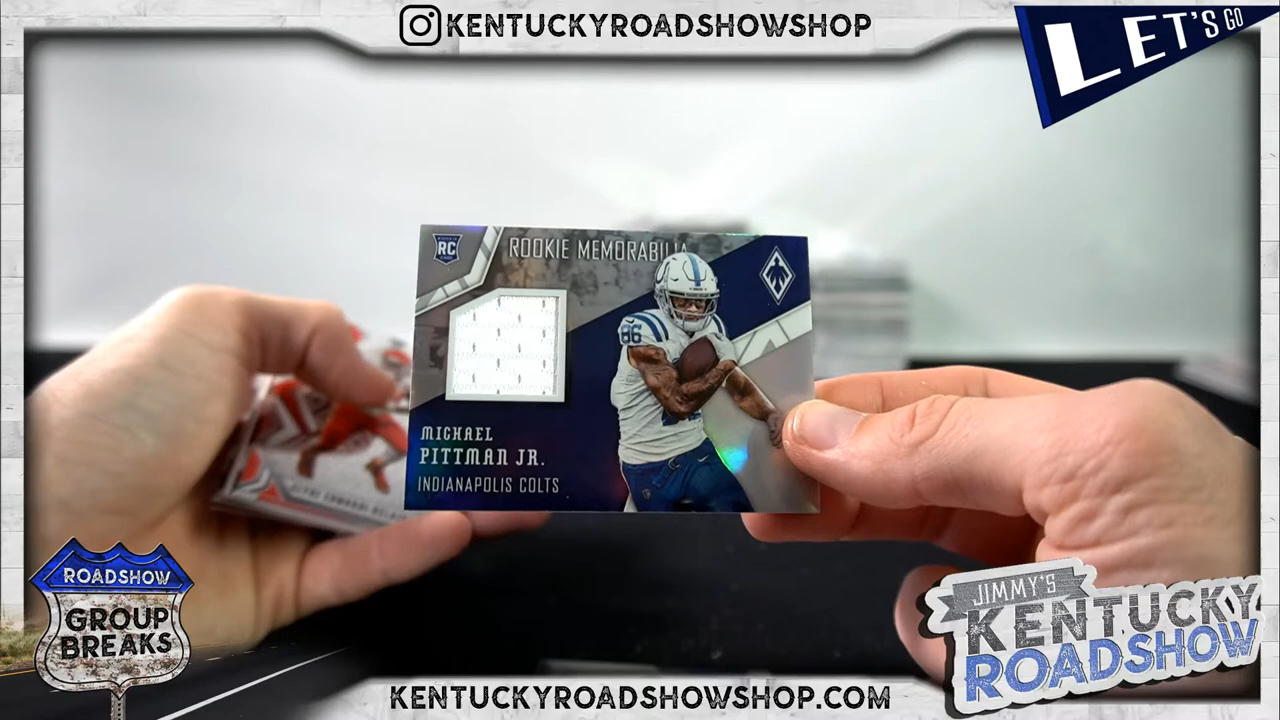 KENTUCKYROADSHOWSHOP
LET'S GO
RC
ROOKIE MEMORABILIA
86
MICHAEL
PITTMAN JR.
INDIANAPOLIS COLTS
ROADSHOW
GROUP
BREAKS
JIMMY'S
KENTUCKY
ROADSHOW
KENTUCKYROADSHOWSHOP.COM